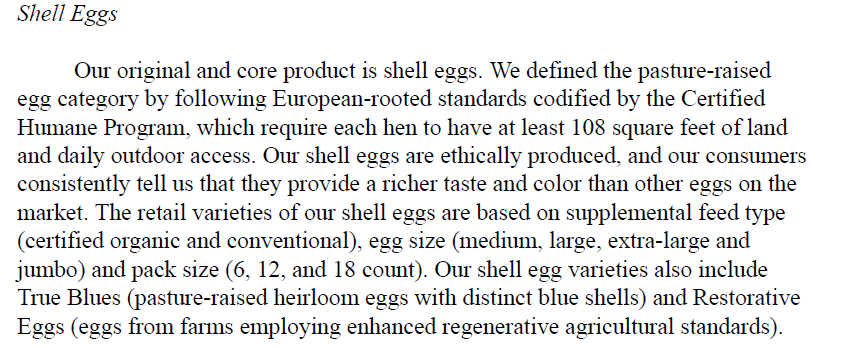 Shell Eggs
Our original and core product is shell eggs. We defined the pasture-raised
egg category by following European-rooted standards codified by the Certified
Humane Program, which require each hen to have at least 108 square feet of land
and daily outdoor access. Our shell eggs are ethically produced, and our consumers
consistently tell us that they provide a richer taste and color than other eggs on the
market. The retail varieties of our shell eggs are based on supplemental feed type
(certified organic and conventional), egg size (medium, large, extra-large and
jumbo) and pack size (6, 12, and 18 count). Our shell egg varieties also include
True Blues (pasture-raised heirloom eggs with distinct blue shells) and Restorative
Eggs (eggs from farms employing enhanced regenerative agricultural standards).